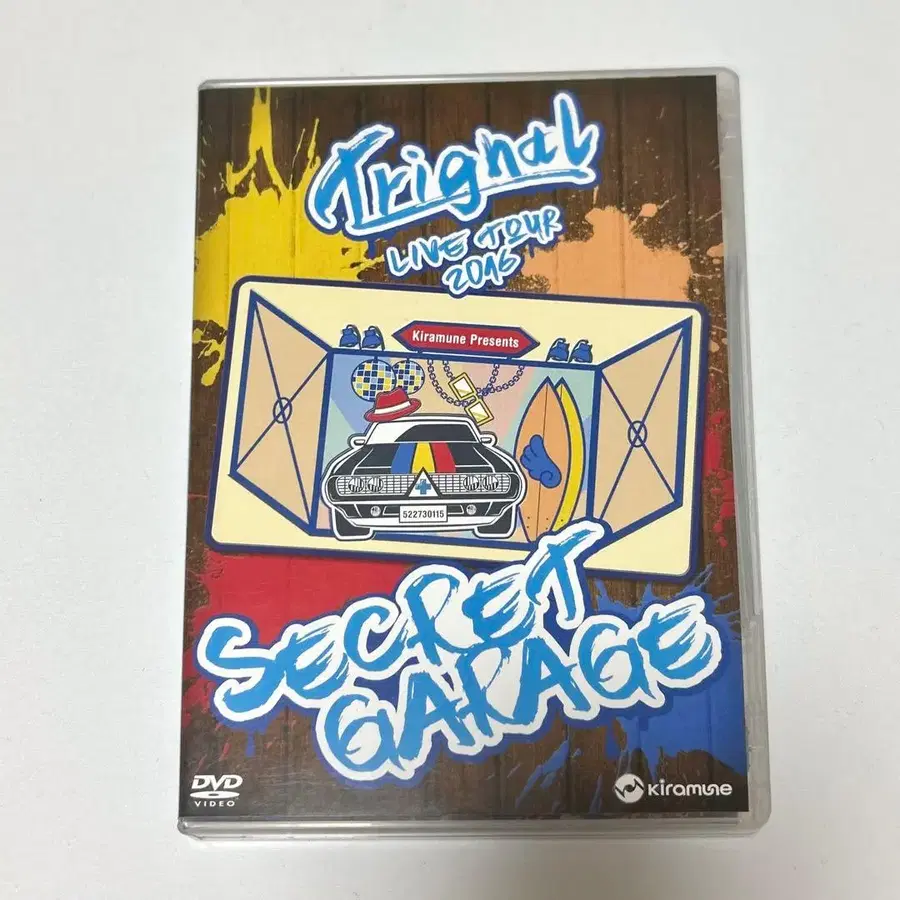 Trignal
LIVE TOUR
2016
Kiramune Presents
522730115
SECRET
GARAGE
DVD
VIDEO
kiramune